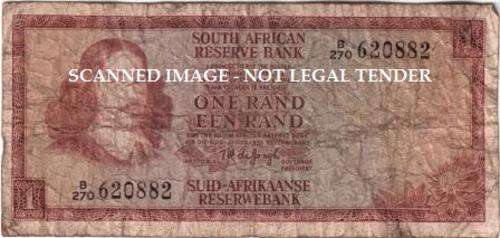 SOUTH AFRICAN
RESERVE BANK
B/270 620882
SCANNED IMAGE - NOT LEGAL TENDER
ONE RAND
EEN RAND
GOVERNOR
PRESIDENT
B/270 620882
SUID-AFRIKAANSE
RESERWEBANK